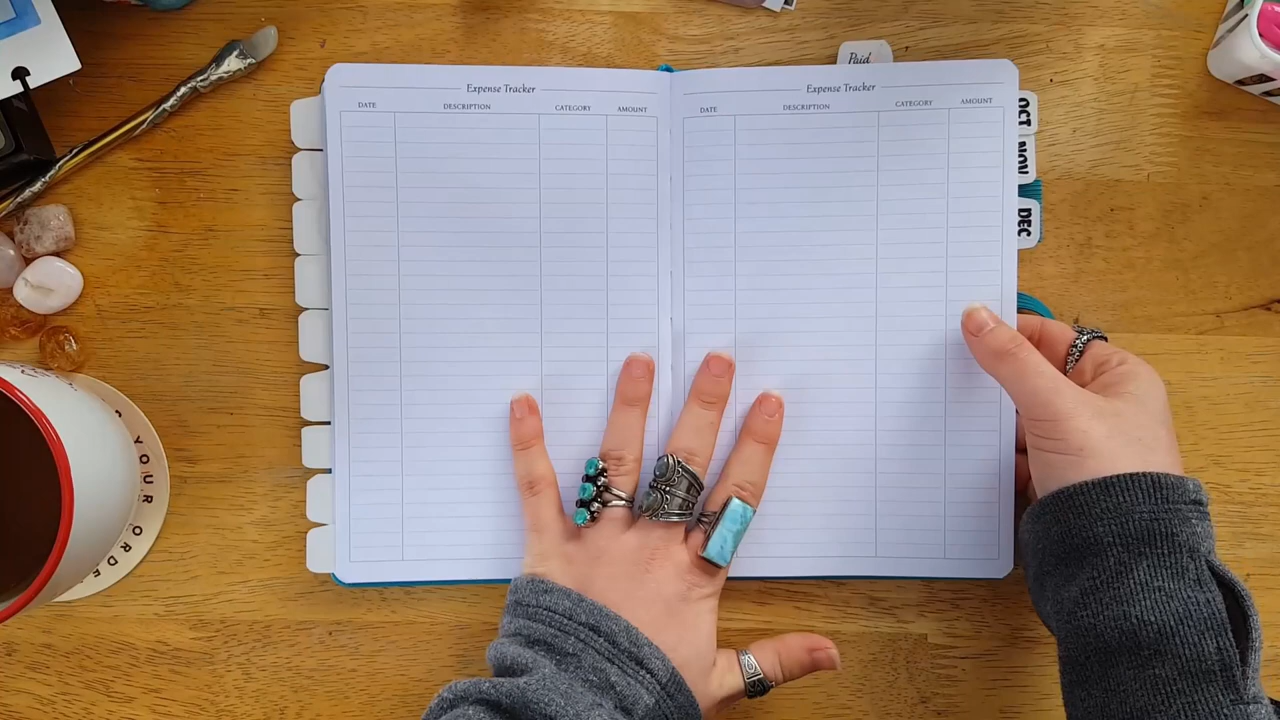 Paid
Expense Tracker
DATE DESCRIPTION CATEGORY AMOUNT
Expense Tracker
DATE DESCRIPTION CATEGORY AMOUNT
OCT
NOV
DEC
YOUR ORDE